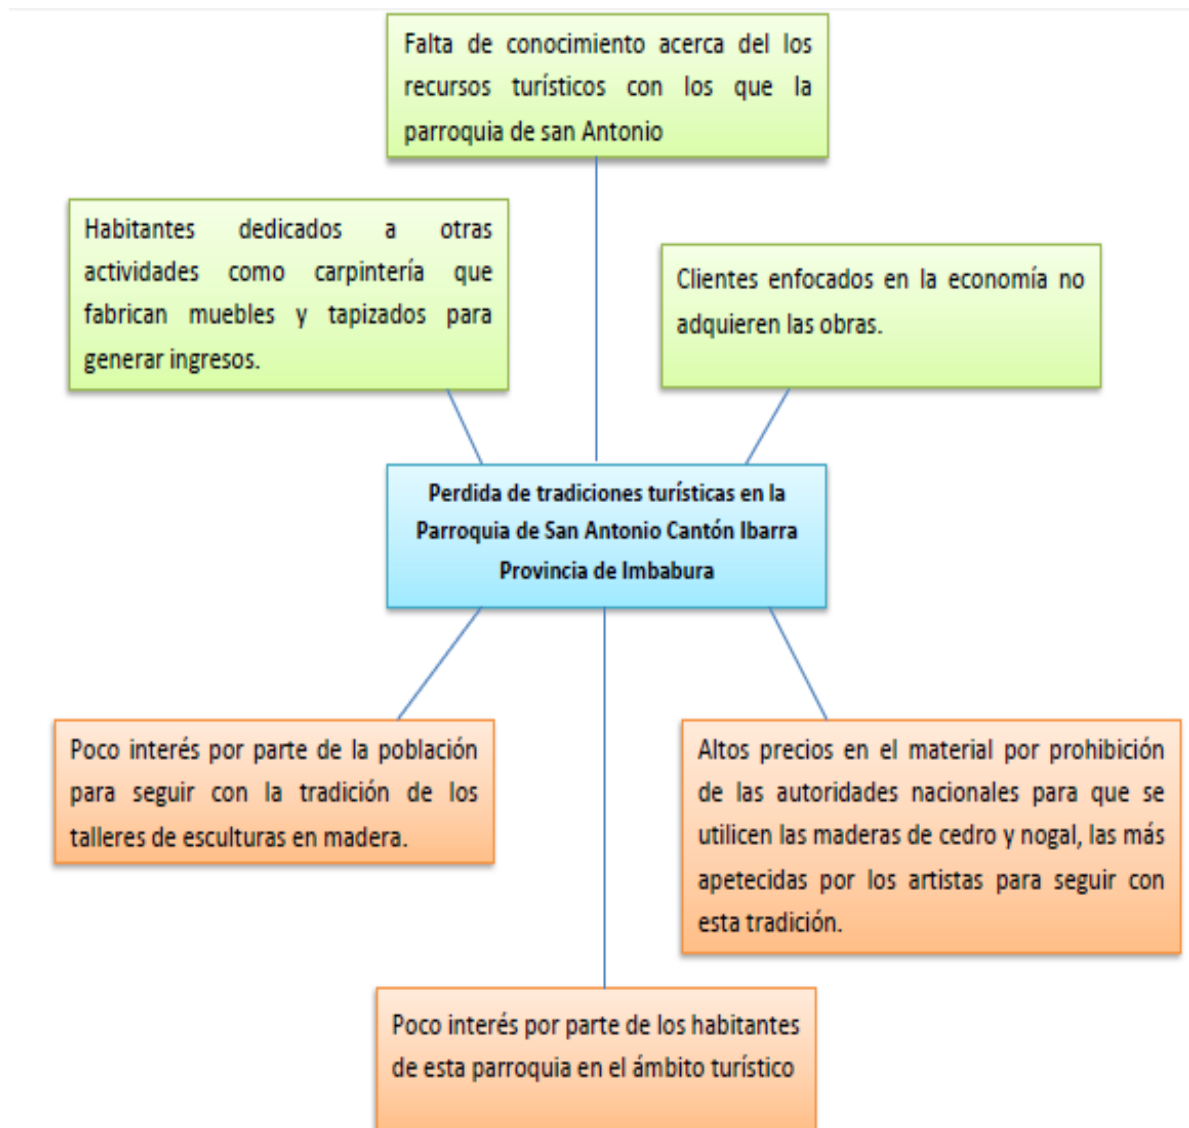 Falta de conocimiento acerca del los
recursos turísticos con los que la
parroquia de san Antonio
Habitantes dedicados a otras
actividades como carpintería que
fabrican muebles y tapizados para
generar ingresos.
Clientes enfocados en la economía no
adquieren las obras.
Perdida de tradiciones turísticas en la
Parroquia de San Antonio Cantón Ibarra
Provincia de Imbabura
Poco interés por parte de la población
para seguir con la tradición de los
talleres de esculturas en madera.
Altos precios en el material por prohibición
de las autoridades nacionales para que se
utilicen las maderas de cedro y nogal, las más
apetecidas por los artistas para seguir con
esta tradición.
Poco interés por parte de los habitantes
de esta parroquia en el ámbito turístico